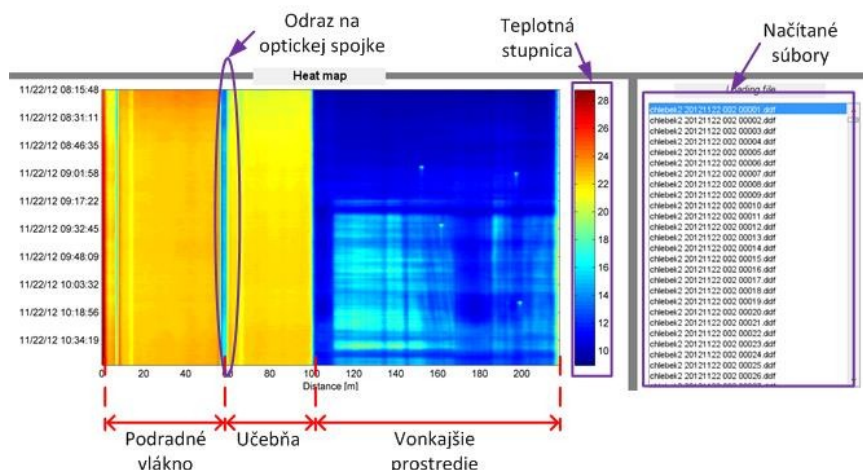 Odraz na
optickej spojke
Teplotná
stupnica
Načítané
súbory
Heat map
Loading file
11/22/12 08:15:48
11/22/12 08:31:11
11/22/12 08:46:35
11/22/12 09:01:58
11/22/12 09:17:22
11/22/12 09:32:45
11/22/12 09:48:09
11/22/12 10:03:32
11/22/12 10:18:56
11/22/12 10:34:19
0 20 40 60 80 100 120 140 160 180 200
Distance [m]
28
26
24
22
20
18
16
14
12
10
chlebek2 20121122 002 00001.ddf
chlebek2 20121122 002 00002.ddf
chlebek2 20121122 002 00003.ddf
chlebek2 20121122 002 00004.ddf
chlebek2 20121122 002 00005.ddf
chlebek2 20121122 002 00006.ddf
chlebek2 20121122 002 00007.ddf
chlebek2 20121122 002 00008.ddf
chlebek2 20121122 002 00009.ddf
chlebek2 20121122 002 00010.ddf
chlebek2 20121122 002 00011.ddf
chlebek2 20121122 002 00012.ddf
chlebek2 20121122 002 00013.ddf
chlebek2 20121122 002 00014.ddf
chlebek2 20121122 002 00015.ddf
chlebek2 20121122 002 00016.ddf
chlebek2 20121122 002 00017.ddf
chlebek2 20121122 002 00018.ddf
chlebek2 20121122 002 00019.ddf
chlebek2 20121122 002 00020.ddf
chlebek2 20121122 002 00021.ddf
chlebek2 20121122 002 00022.ddf
chlebek2 20121122 002 00023.ddf
chlebek2 20121122 002 00024.ddf
chlebek2 20121122 002 00025.ddf
chlebek2 20121122 002 00026.ddf
Podradné
vlákno
Učebňa
Vonkajšie
prostredie